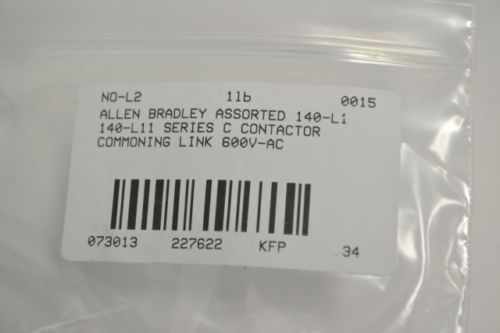 NO-L2 1lb 0015
ALLEN BRADLEY ASSORTED 140-L1
140-L11 SERIES C CONTACTOR
COMMONING LINK 600V-AC
073013 227622 KFP 34